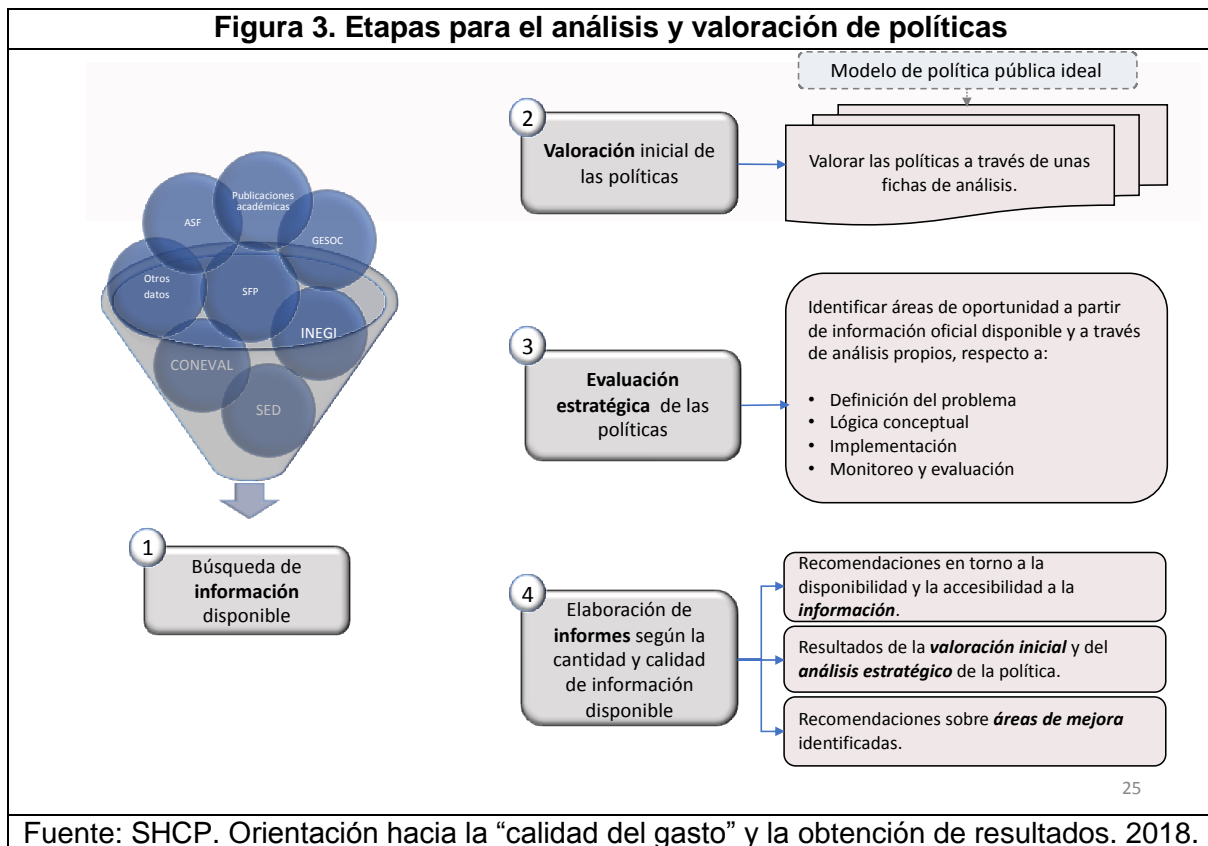 Figura 3. Etapas para el análisis y valoración de políticas
Publicaciones
académicas
ASF
GESOC
Otros
datos
SFP
INEGI
CONEVAL
SED
1
Búsqueda de
información
disponible
2
Valoración inicial de
las políticas
Modelo de política pública ideal
Valorar las políticas a través de unas
fichas de análisis.
3
Evaluación
estratégica de las
políticas
Identificar áreas de oportunidad a partir
de información oficial disponible y a través
de análisis propios, respecto a:
• Definición del problema
• Lógica conceptual
• Implementación
• Monitoreo y evaluación
4
Elaboración de
informes según la
cantidad y calidad
de información
disponible
Recomendaciones en torno a la
disponibilidad y la accesibilidad a la
información.
Resultados de la valoración inicial y del
análisis estratégico de la política.
Recomendaciones sobre áreas de mejora
identificadas.
25
Fuente: SHCP. Orientación hacia la “calidad del gasto” y la obtención de resultados. 2018.